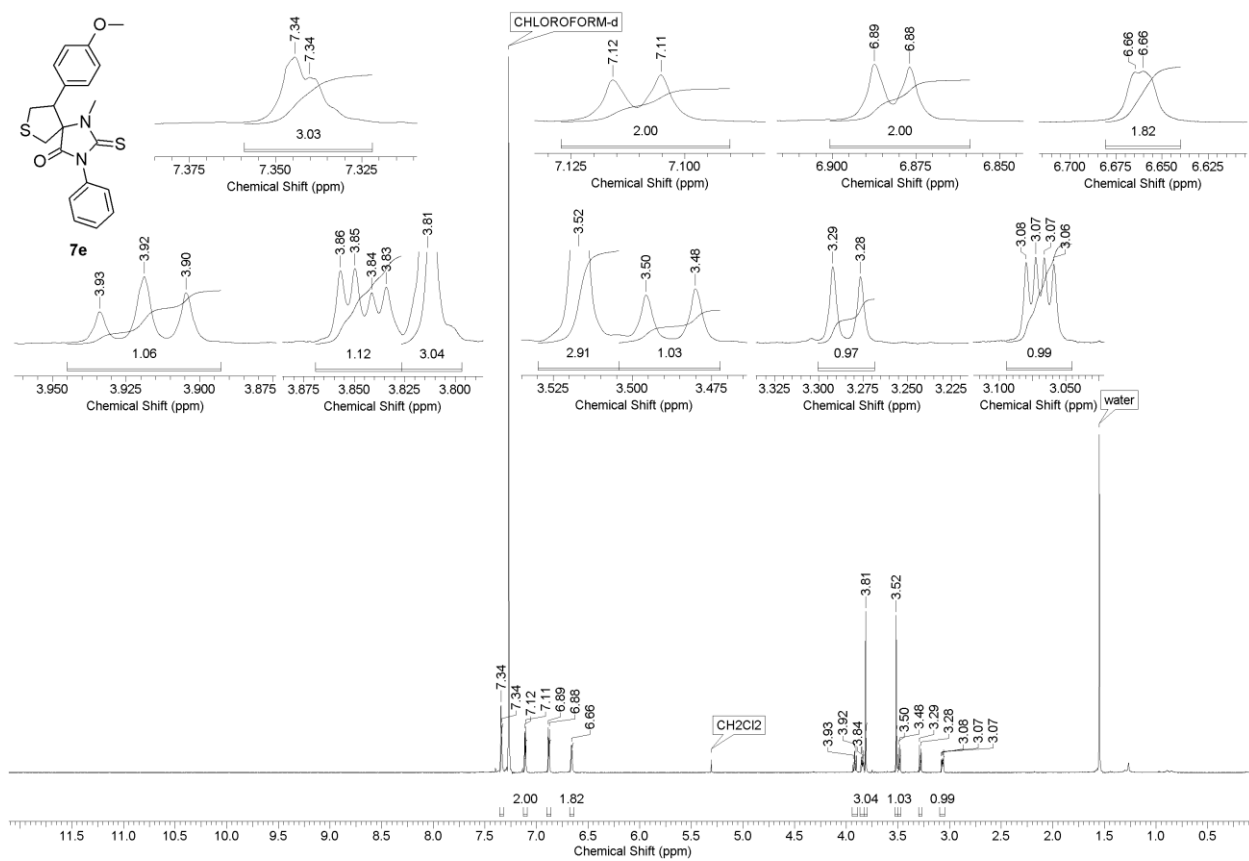 O
N
S
N
S
O
7e
7.34
7.34
3.03
7.375 7.350 7.325
Chemical Shift (ppm)
CHLOROFORM-d
7.12
7.11
2.00
7.125 7.100
Chemical Shift (ppm)
6.89
6.88
2.00
6.900 6.875 6.850
Chemical Shift (ppm)
6.66
6.66
1.82
6.700 6.675 6.650 6.625
Chemical Shift (ppm)
3.93
3.92
3.90
1.06
3.950 3.925 3.900 3.875
Chemical Shift (ppm)
3.86
3.85
3.84
3.83
3.81
1.12 3.04
3.875 3.850 3.825 3.800
Chemical Shift (ppm)
3.52
3.50
3.48
2.91 1.03
3.525 3.500 3.475
Chemical Shift (ppm)
3.29
3.28
0.97
3.325 3.300 3.275 3.250 3.225
Chemical Shift (ppm)
3.08
3.07
3.07
3.06
0.99
3.100 3.050
Chemical Shift (ppm)
water
CH2Cl2
7.34
7.34
7.12
7.11
6.89
6.88
6.66
3.93
3.92
3.84
3.81
3.52
3.50
3.48
3.29
3.28
3.08
3.07
3.07
2.00 1.82 3.04 1.03 0.99
11.5 11.0 10.5 10.0 9.5 9.0 8.5 8.0 7.5 7.0 6.5 6.0 5.5 5.0 4.5 4.0 3.5 3.0 2.5 2.0 1.5 1.0 0.5
Chemical Shift (ppm)